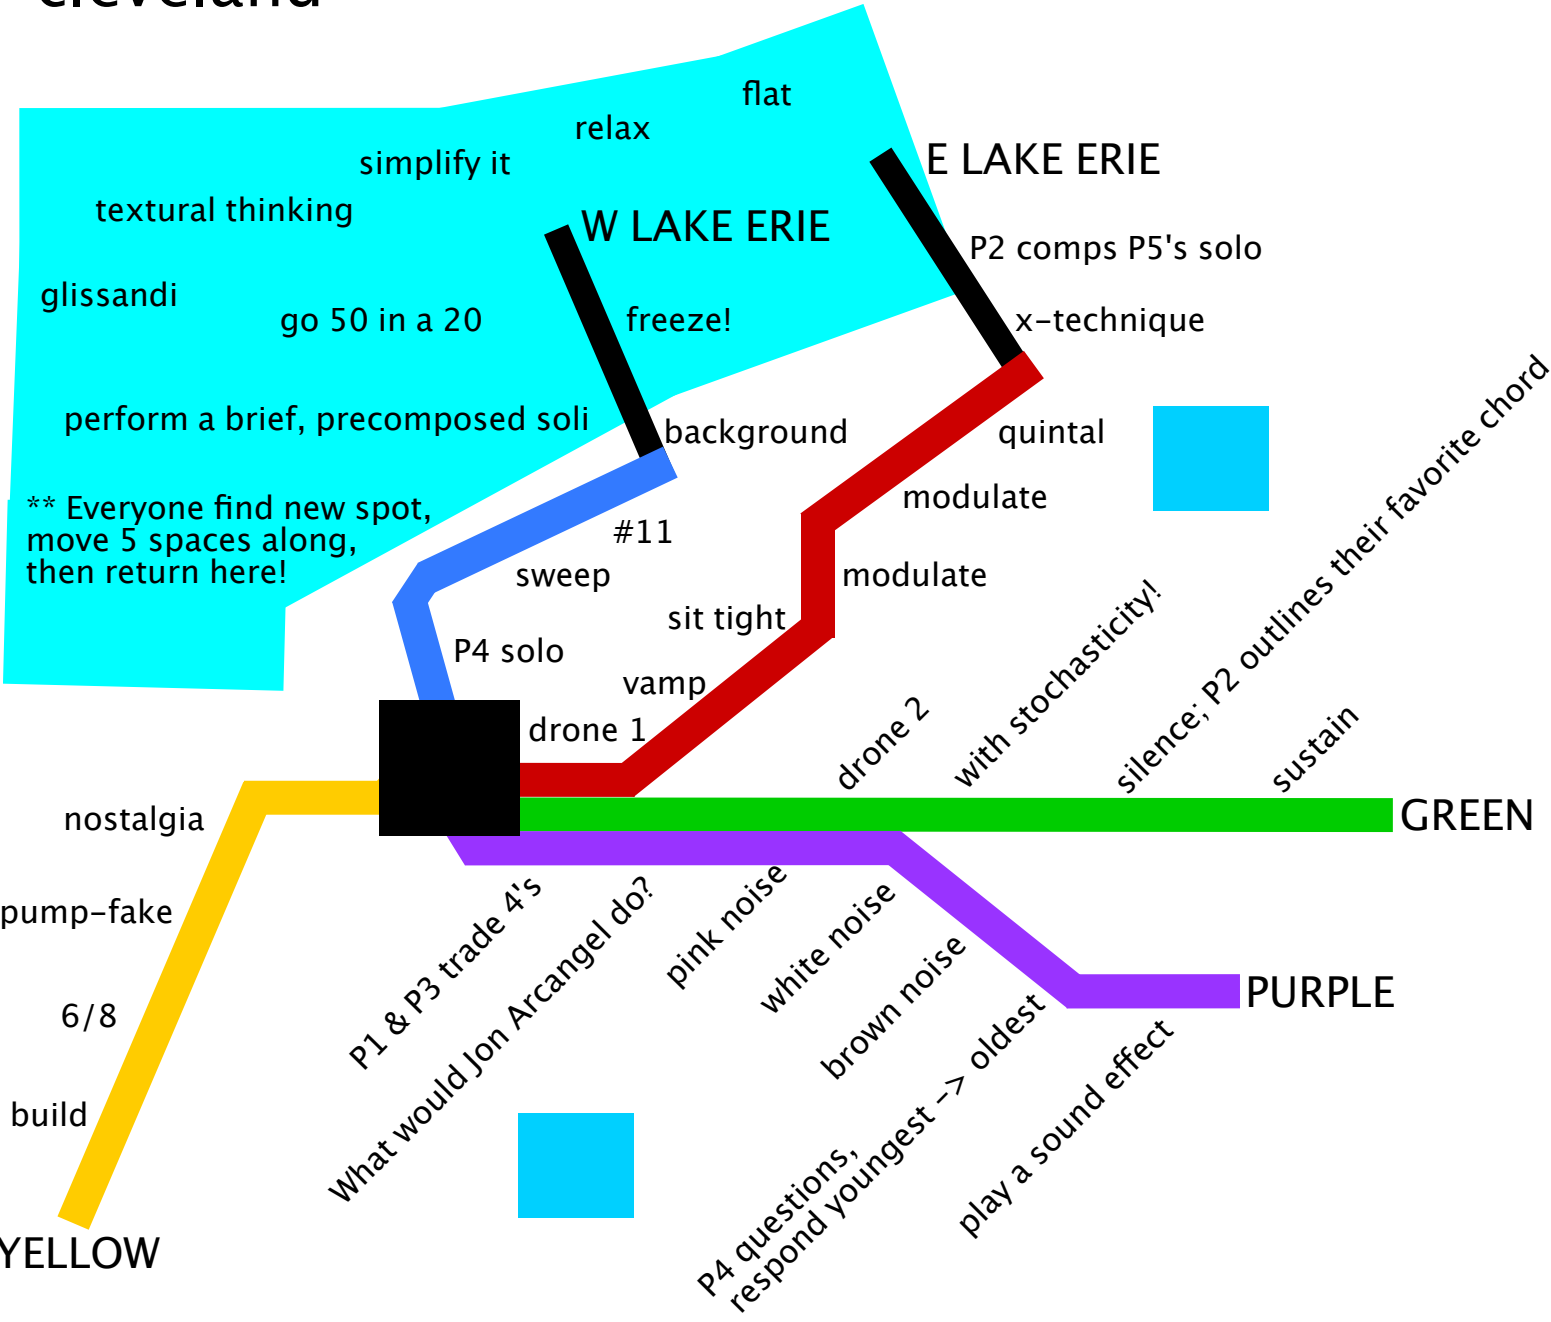 cleveland
flat
relax
simplify it
E LAKE ERIE
textural thinking
W LAKE ERIE
P2 comps P5's solo
glissandi
go 50 in a 20
freeze!
x-technique
perform a brief, precomposed soli
background
quintal
** Everyone find new spot,
move 5 spaces along,
then return here!
#11
modulate
sweep
modulate
sit tight
P4 solo
vamp
drone 1
drone 2
with stochasticity!
silence; P2 outlines their favorite chord
sustain
nostalgia
GREEN
pump-fake
6/8
build
YELLOW
P1 & P3 trade 4's
What would Jon Arcangel do?
pink noise
white noise
brown noise
P4 questions,
respond youngest -> oldest
play a sound effect
PURPLE